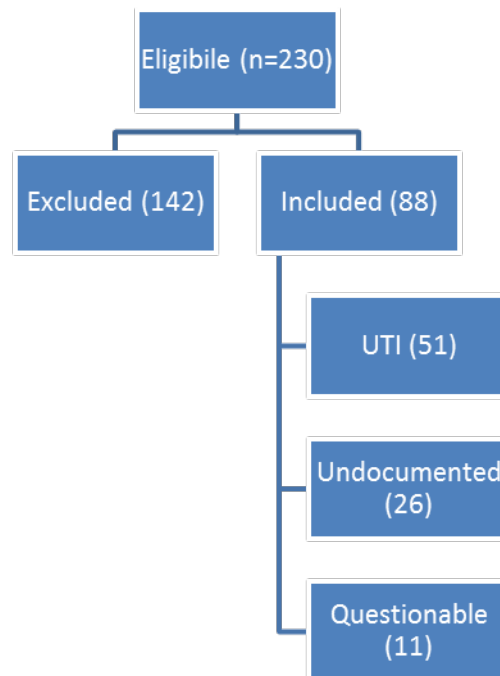 Eligibile (n=230)
Excluded (142)
Included (88)
UTI (51)
Undocumented
(26)
Questionable
(11)